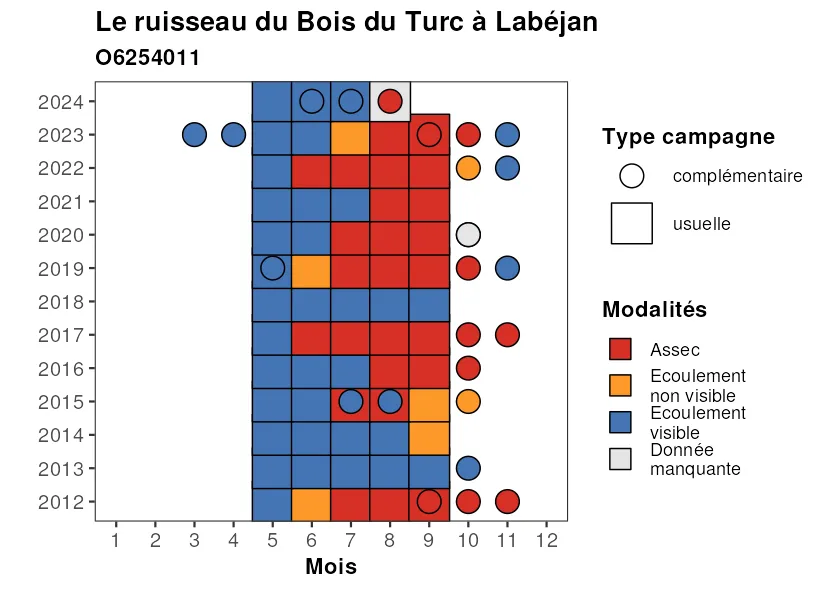 Le ruisseau du Bois du Turc à Labéjan
O6254011
2024
2023
2022
2021
2020
2019
2018
2017
2016
2015
2014
2013
2012
1 2 3 4 5 6 7 8 9 10 11 12
Mois
Type campagne
complémentaire
usuelle
Modalités
Assec
Ecoulement
non visible
Ecoulement
visible
Donnée
manquante